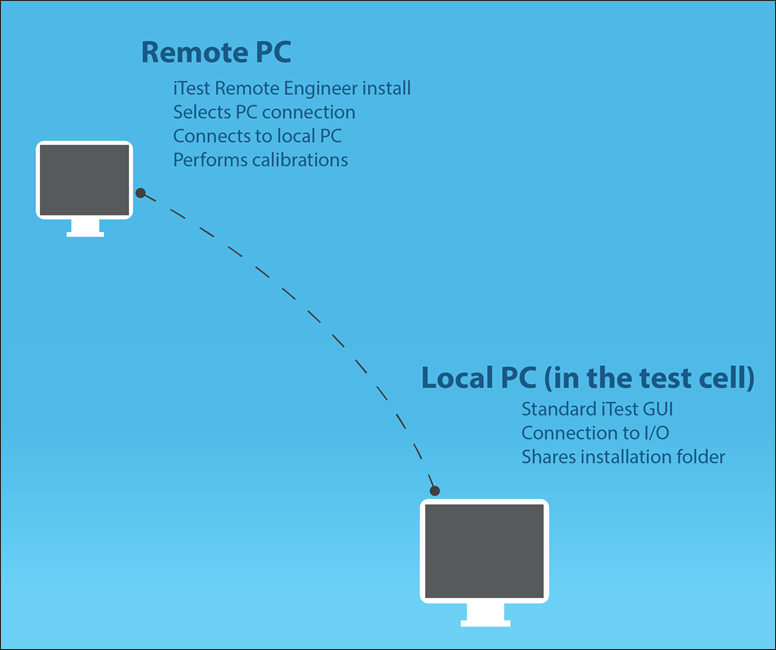 Remote PC
iTest Remote Engineer install
Selects PC connection
Connects to local PC
Performs calibrations
Local PC (in the test cell)
Standard iTest GUI
Connection to I/O
Shares installation folder